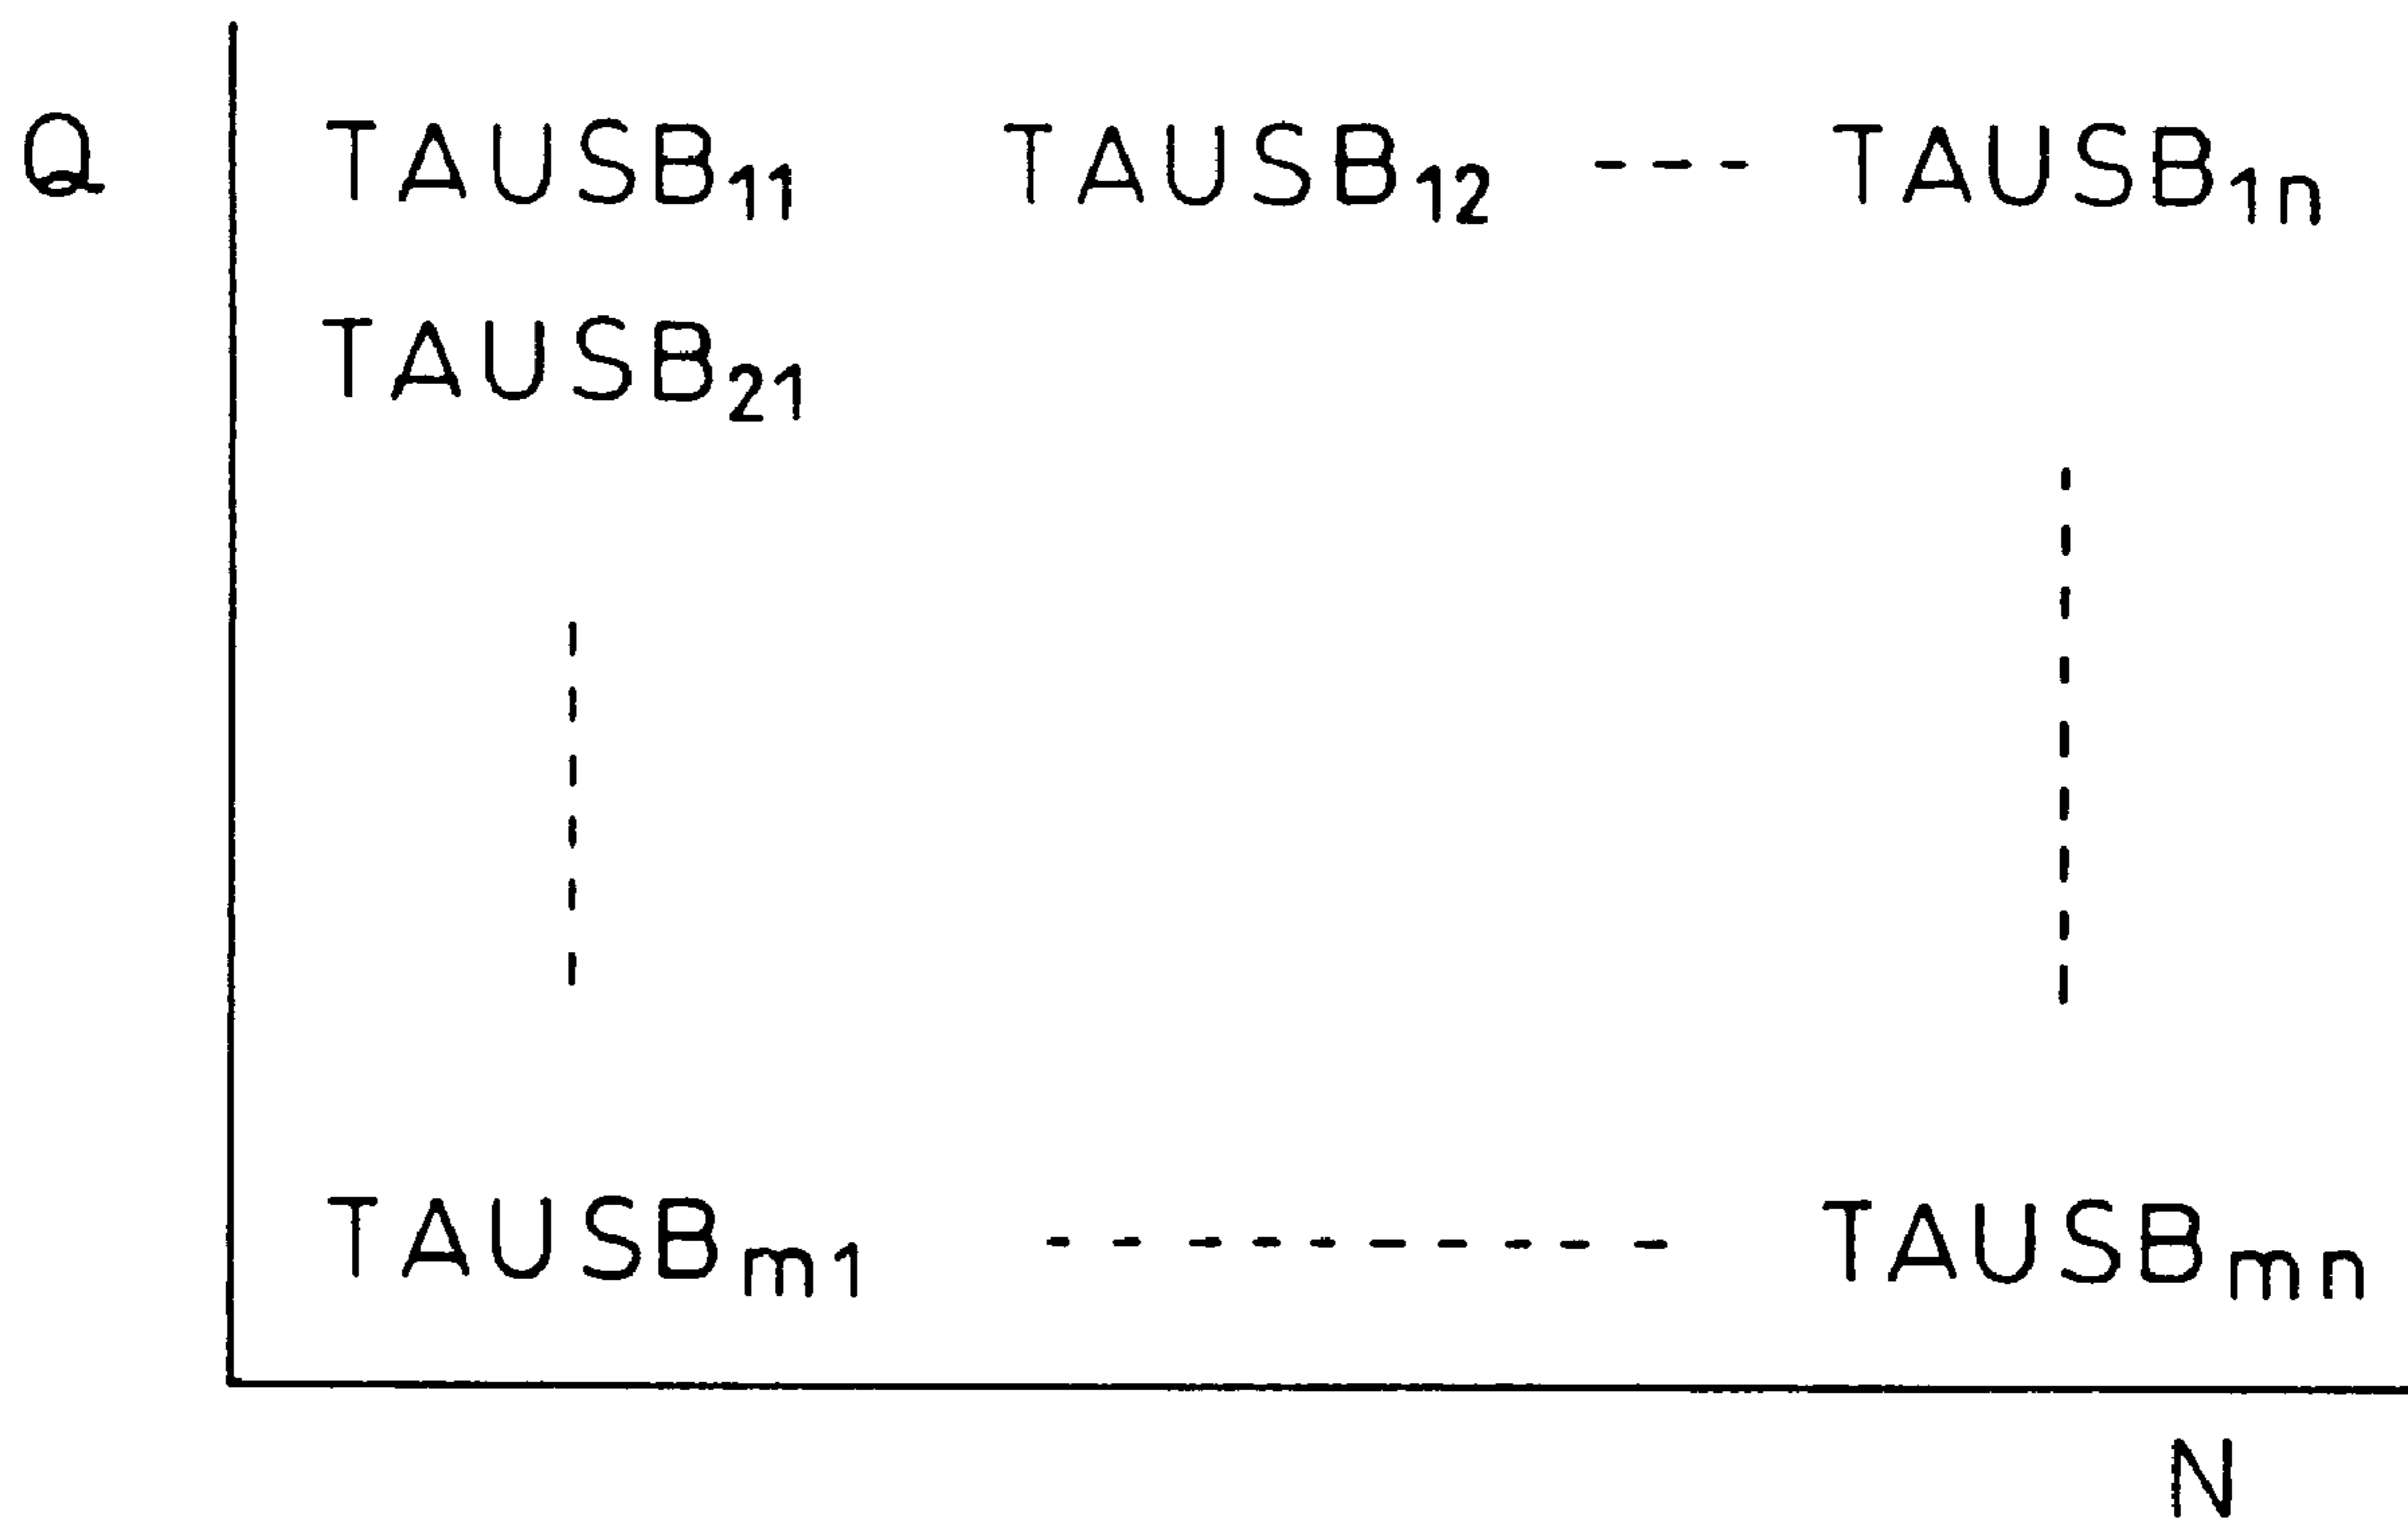 Q TAUSB₁₁ TAUSB₁₂ --- TAUSB₁ₙ
TAUSB₂₁
TAUSBₘ₁ ---------- TAUSBₘₙ
N